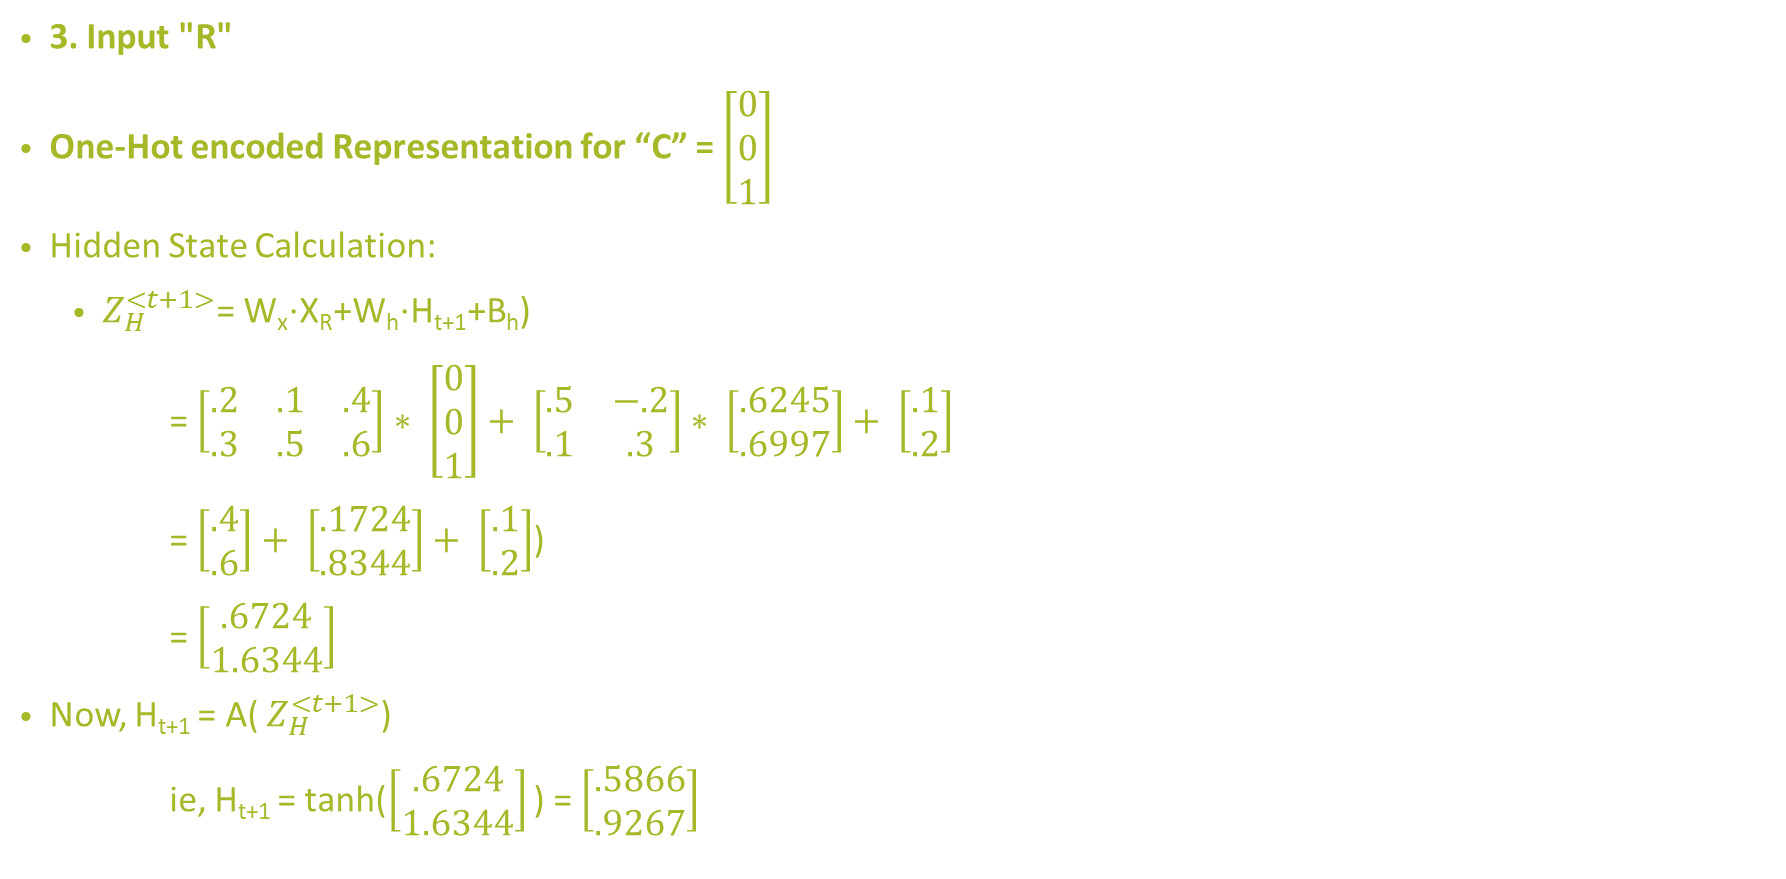 • 3. Input "R"
• One-Hot encoded Representation for “C” = [0; 0; 1]
• Hidden State Calculation:
• Z_H^{<t+1>} = W_x·X_R+W_h·H_{t+1}+B_h)
= [.2 .1 .4; .3 .5 .6] * [0; 0; 1] + [.5 −.2; .1 .3] * [.6245; .6997] + [.1; .2]
= [.4; .6] + [.1724; .8344] + [.1; .2])
= [.6724; 1.6344]
• Now, H_{t+1} = A( Z_H^{<t+1>})
ie, H_{t+1} = tanh([.6724; 1.6344] ) = [.5866; .9267]